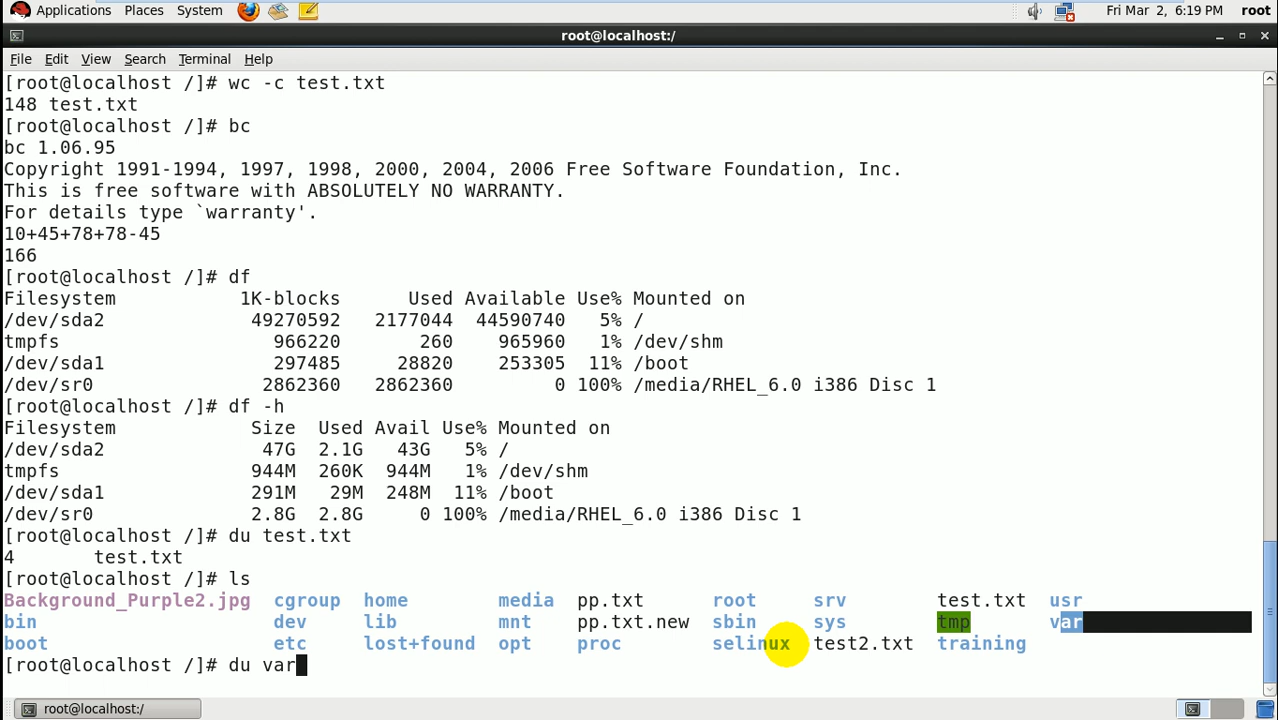 Applications Places System Fri Mar 2, 6:19 PM root
root@localhost:/
File Edit View Search Terminal Help
[root@localhost /]# wc -c test.txt
148 test.txt
[root@localhost /]# bc
bc 1.06.95
Copyright 1991-1994, 1997, 1998, 2000, 2004, 2006 Free Software Foundation, Inc.
This is free software with ABSOLUTELY NO WARRANTY.
For details type `warranty'.
10+45+78+78-45
166
[root@localhost /]# df
Filesystem 1K-blocks Used Available Use% Mounted on
/dev/sda2 49270592 2177044 44590740 5% /
tmpfs 966220 260 965960 1% /dev/shm
/dev/sda1 297485 28820 253305 11% /boot
/dev/sr0 2862360 2862360 0 100% /media/RHEL_6.0 i386 Disc 1
[root@localhost /]# df -h
Filesystem Size Used Avail Use% Mounted on
/dev/sda2 47G 2.1G 43G 5% /
tmpfs 944M 260K 944M 1% /dev/shm
/dev/sda1 291M 29M 248M 11% /boot
/dev/sr0 2.8G 2.8G 0 100% /media/RHEL_6.0 i386 Disc 1
[root@localhost /]# du test.txt
4 test.txt
[root@localhost /]# ls
Background_Purple2.jpg cgroup home media pp.txt root srv test.txt usr
bin dev lib mnt pp.txt.new sbin sys tmp var
boot etc lost+found opt proc selinux test2.txt training
[root@localhost /]# du var
root@localhost:/